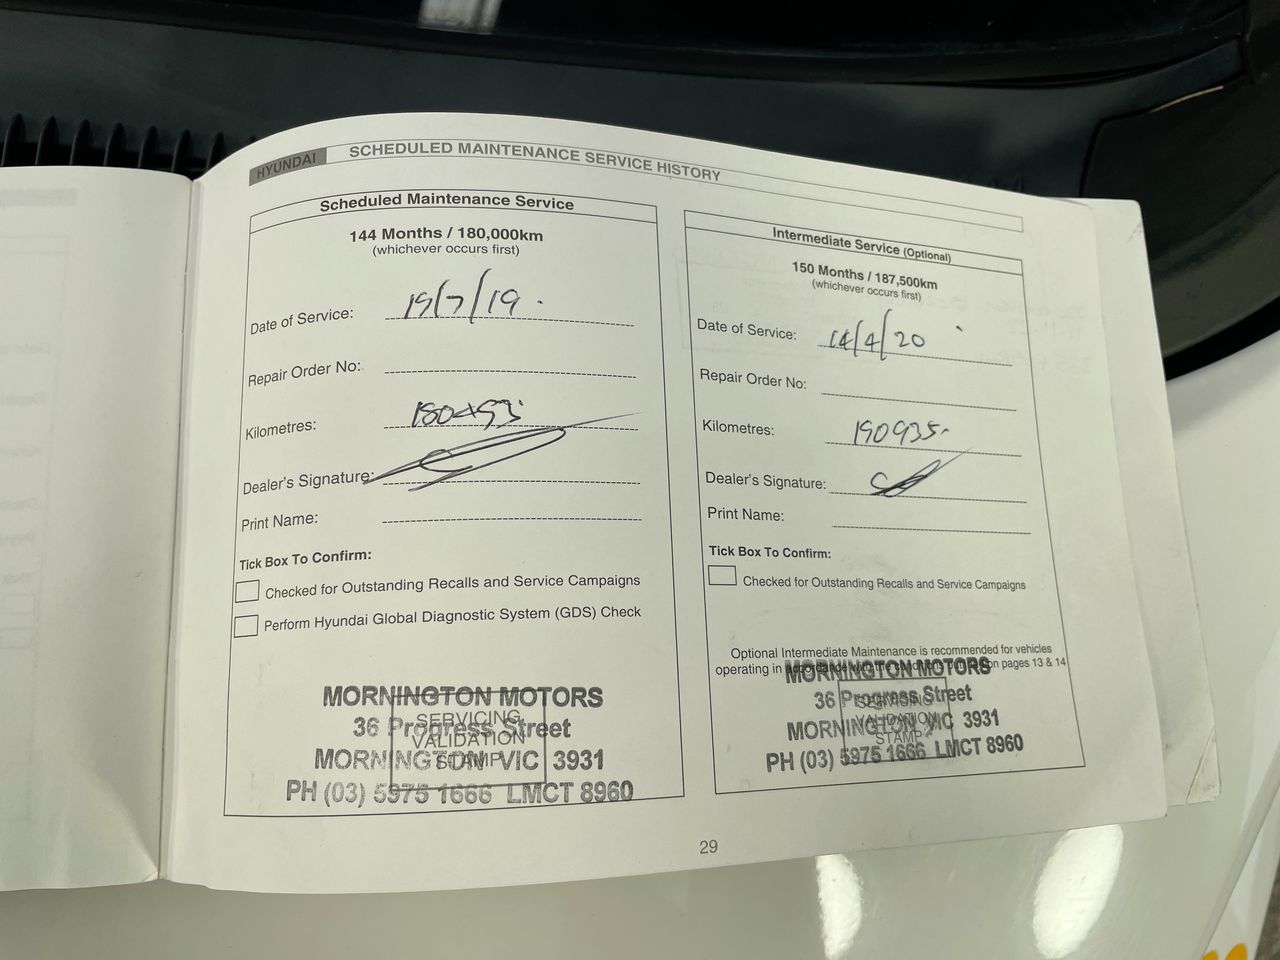 HYUNDAI SCHEDULED MAINTENANCE SERVICE HISTORY
Scheduled Maintenance Service
144 Months / 180,000km
(whichever occurs first)
Date of Service: 19/7/19.
Repair Order No:
Kilometres: 180493
Dealer's Signature:
Print Name:
Tick Box To Confirm:
Checked for Outstanding Recalls and Service Campaigns
Perform Hyundai Global Diagnostic System (GDS) Check
MORNINGTON MOTORS
36 Progress Street
MORNINGTON VIC 3931
PH (03) 5975 1666 LMCT 8960
SERVICING
VALIDATION
STAMP
Intermediate Service (Optional)
150 Months / 187,500km
(whichever occurs first)
Date of Service: 14/4/20
Repair Order No:
Kilometres: 190935.
Dealer's Signature:
Print Name:
Tick Box To Confirm:
Checked for Outstanding Recalls and Service Campaigns
Optional Intermediate Maintenance is recommended for vehicles
operating in accordance with the conditions on pages 13 & 14
MORNINGTON MOTORS
36 Progress Street
MORNINGTON VIC 3931
PH (03) 5975 1666 LMCT 8960
SERVICING
VALIDATION
STAMP
29